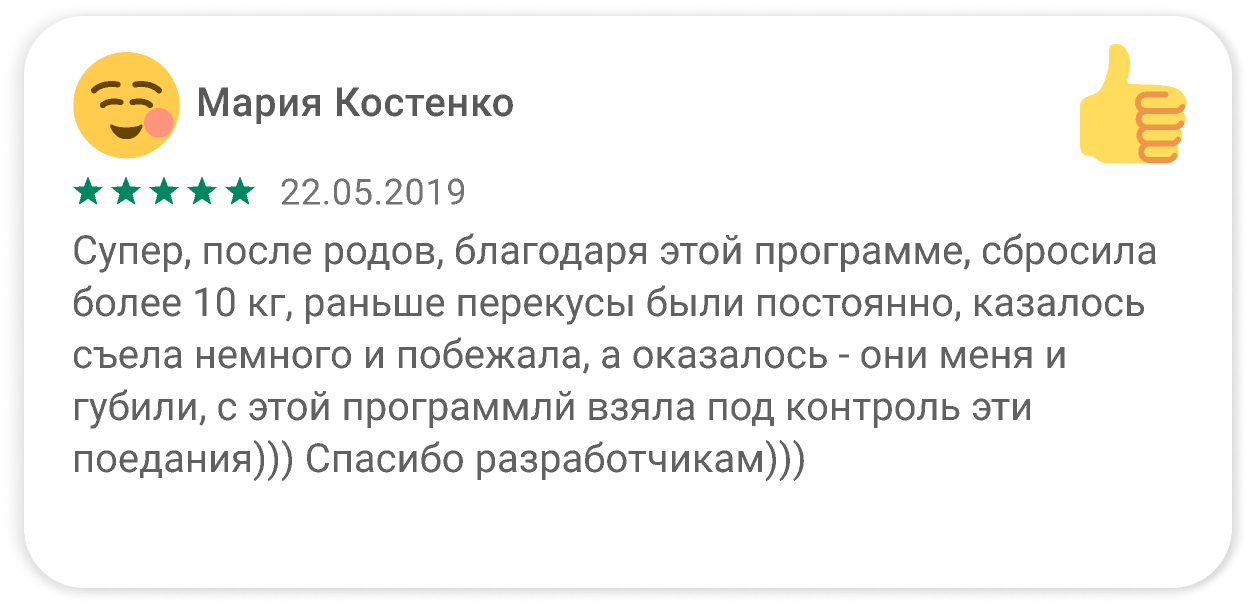 Мария Костенко
22.05.2019
Супер, после родов, благодаря этой программе, сбросила
более 10 кг, раньше перекусы были постоянно, казалось
съела немного и побежала, а оказалось - они меня и
губили, с этой программлй взяла под контроль эти
поедания))) Спасибо разработчикам)))